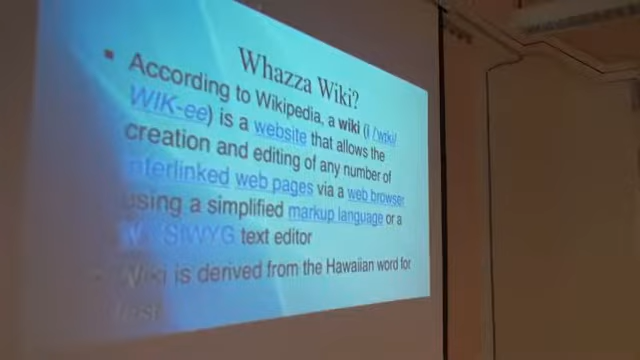 Whazza Wiki?
According to Wikipedia, a wiki (i /ˈwɪki/
WIK-ee) is a website that allows the
creation and editing of any number of
interlinked web pages via a web browser
using a simplified markup language or a
WYSIWYG text editor
Wiki is derived from the Hawaiian word for
fast